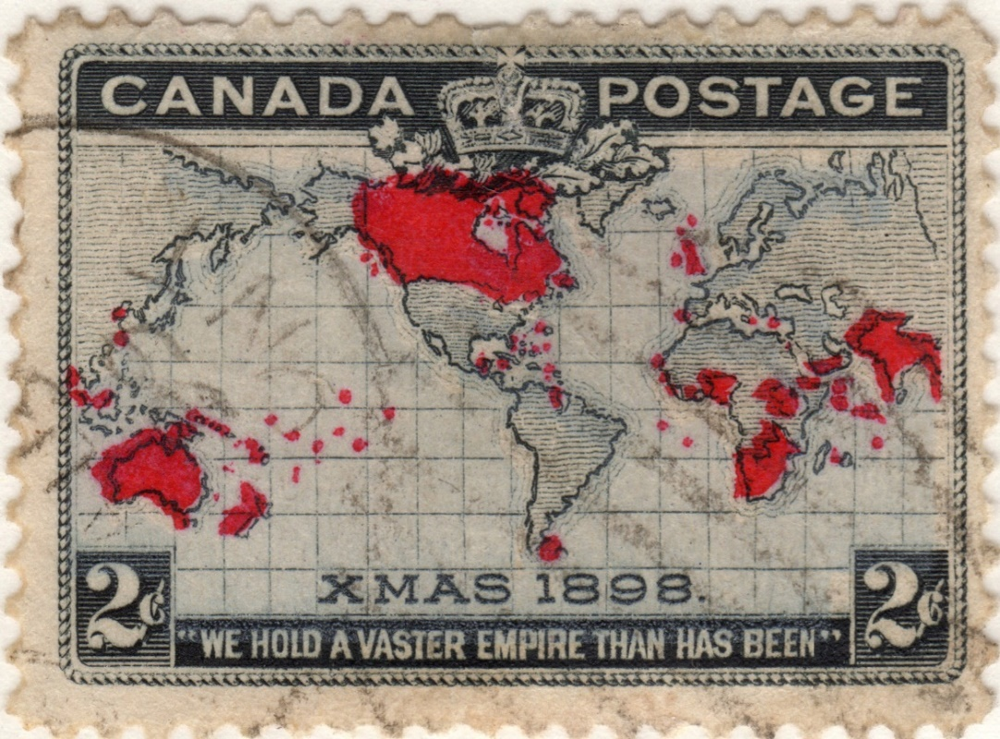 CANADA POSTAGE
XMAS 1898.
2¢ 2¢
"WE HOLD A VASTER EMPIRE THAN HAS BEEN"